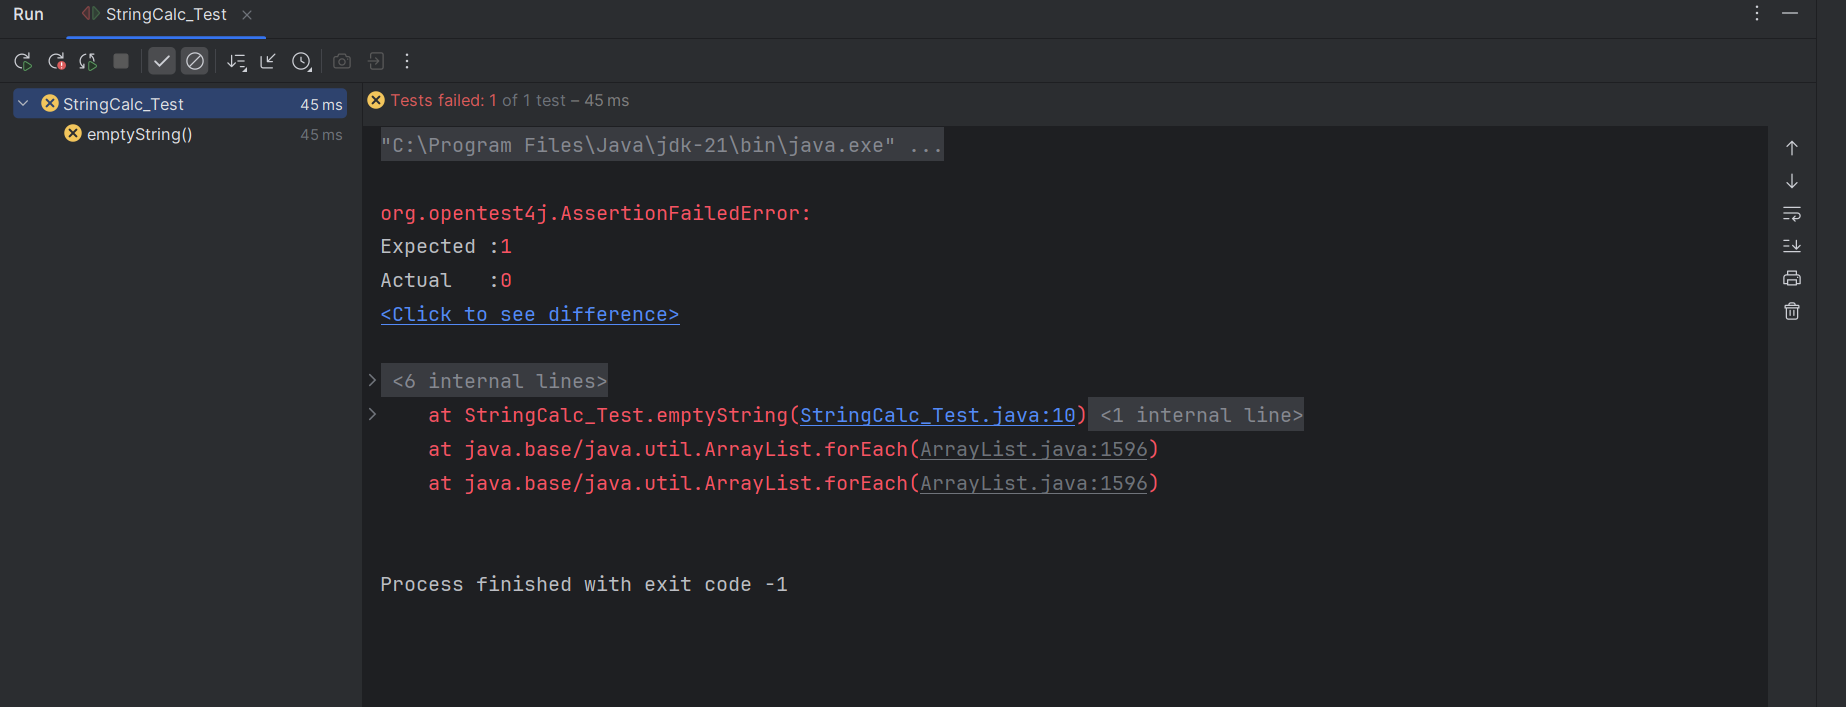 Run StringCalc_Test
StringCalc_Test 45 ms
emptyString() 45 ms
Tests failed: 1 of 1 test – 45 ms
"C:\Program Files\Java\jdk-21\bin\java.exe" ...
org.opentest4j.AssertionFailedError:
Expected :1
Actual   :0
<Click to see difference>
<6 internal lines>
at StringCalc_Test.emptyString(StringCalc_Test.java:10) <1 internal line>
at java.base/java.util.ArrayList.forEach(ArrayList.java:1596)
at java.base/java.util.ArrayList.forEach(ArrayList.java:1596)
Process finished with exit code -1